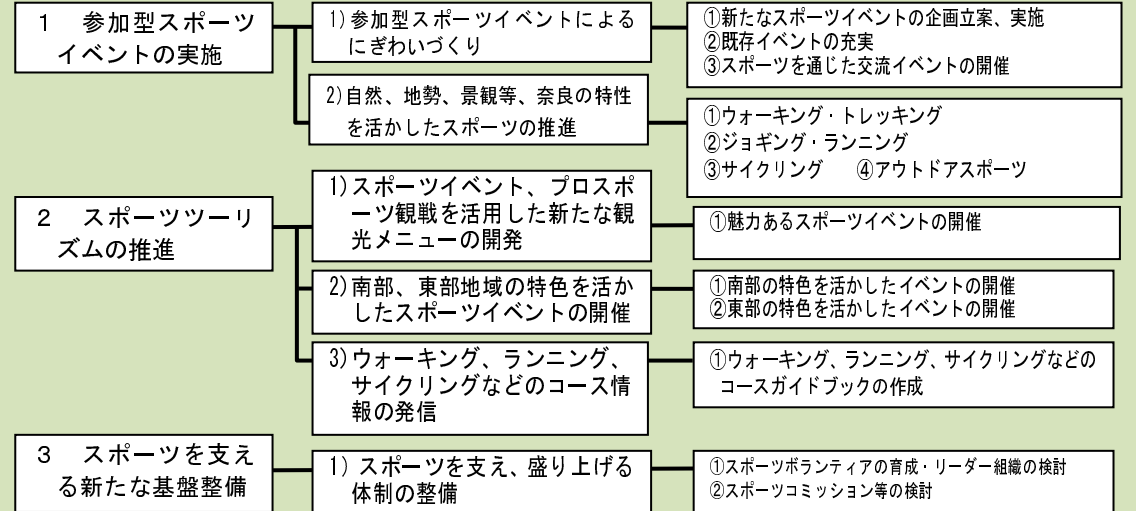 1 参加型スポーツ
イベントの実施
1)参加型スポーツイベントによる
にぎわいづくり
①新たなスポーツイベントの企画立案、実施
②既存イベントの充実
③スポーツを通じた交流イベントの開催
2)自然、地勢、景観等、奈良の特性
を活かしたスポーツの推進
①ウォーキング・トレッキング
②ジョギング・ランニング
③サイクリング ④アウトドアスポーツ
2 スポーツツーリ
ズムの推進
1)スポーツイベント、プロスポ
ーツ観戦を活用した新たな観
光メニューの開発
①魅力あるスポーツイベントの開催
2)南部、東部地域の特色を活か
したスポーツイベントの開催
①南部の特色を活かしたイベントの開催
②東部の特色を活かしたイベントの開催
3)ウォーキング、ランニング、
サイクリングなどのコース情
報の発信
①ウォーキング、ランニング、サイクリングなどの
コースガイドブックの作成
3 スポーツを支え
る新たな基盤整備
1) スポーツを支え、盛り上げる
体制の整備
①スポーツボランティアの育成・リーダー組織の検討
②スポーツコミッション等の検討